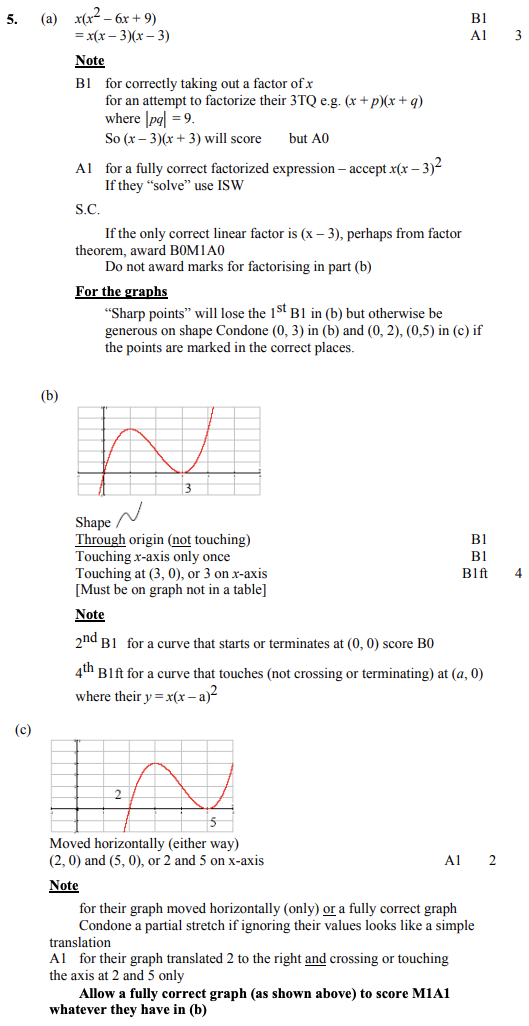 5. (a) x(x² – 6x + 9) B1
= x(x – 3)(x – 3) A1 3
Note
B1 for correctly taking out a factor of x
for an attempt to factorize their 3TQ e.g. (x + p)(x + q)
where |pq| = 9.
So (x – 3)(x + 3) will score but A0
A1 for a fully correct factorized expression – accept x(x – 3)²
If they “solve” use ISW
S.C.
If the only correct linear factor is (x – 3), perhaps from factor
theorem, award B0M1A0
Do not award marks for factorising in part (b)
For the graphs
“Sharp points” will lose the 1st B1 in (b) but otherwise be
generous on shape Condone (0, 3) in (b) and (0, 2), (0,5) in (c) if
the points are marked in the correct places.
(b)
3
Shape
Through origin (not touching) B1
Touching x-axis only once B1
Touching at (3, 0), or 3 on x-axis B1ft 4
[Must be on graph not in a table]
Note
2nd B1 for a curve that starts or terminates at (0, 0) score B0
4th B1ft for a curve that touches (not crossing or terminating) at (a, 0)
where their y = x(x – a)²
(c)
2
5
Moved horizontally (either way)
(2, 0) and (5, 0), or 2 and 5 on x-axis A1 2
Note
for their graph moved horizontally (only) or a fully correct graph
Condone a partial stretch if ignoring their values looks like a simple
translation
A1 for their graph translated 2 to the right and crossing or touching
the axis at 2 and 5 only
Allow a fully correct graph (as shown above) to score M1A1
whatever they have in (b)